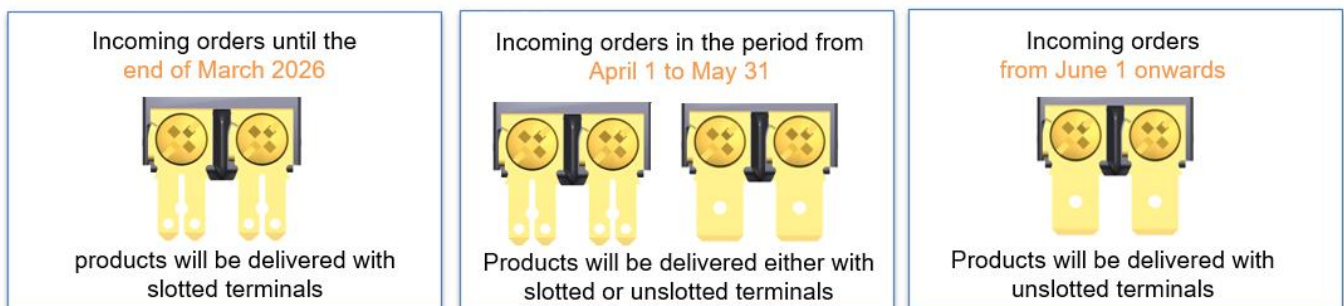 Incoming orders until the
end of March 2026
products will be delivered with
slotted terminals
Incoming orders in the period from
April 1 to May 31
Products will be delivered either with
slotted or unslotted terminals
Incoming orders
from June 1 onwards
Products will be delivered with
unslotted terminals